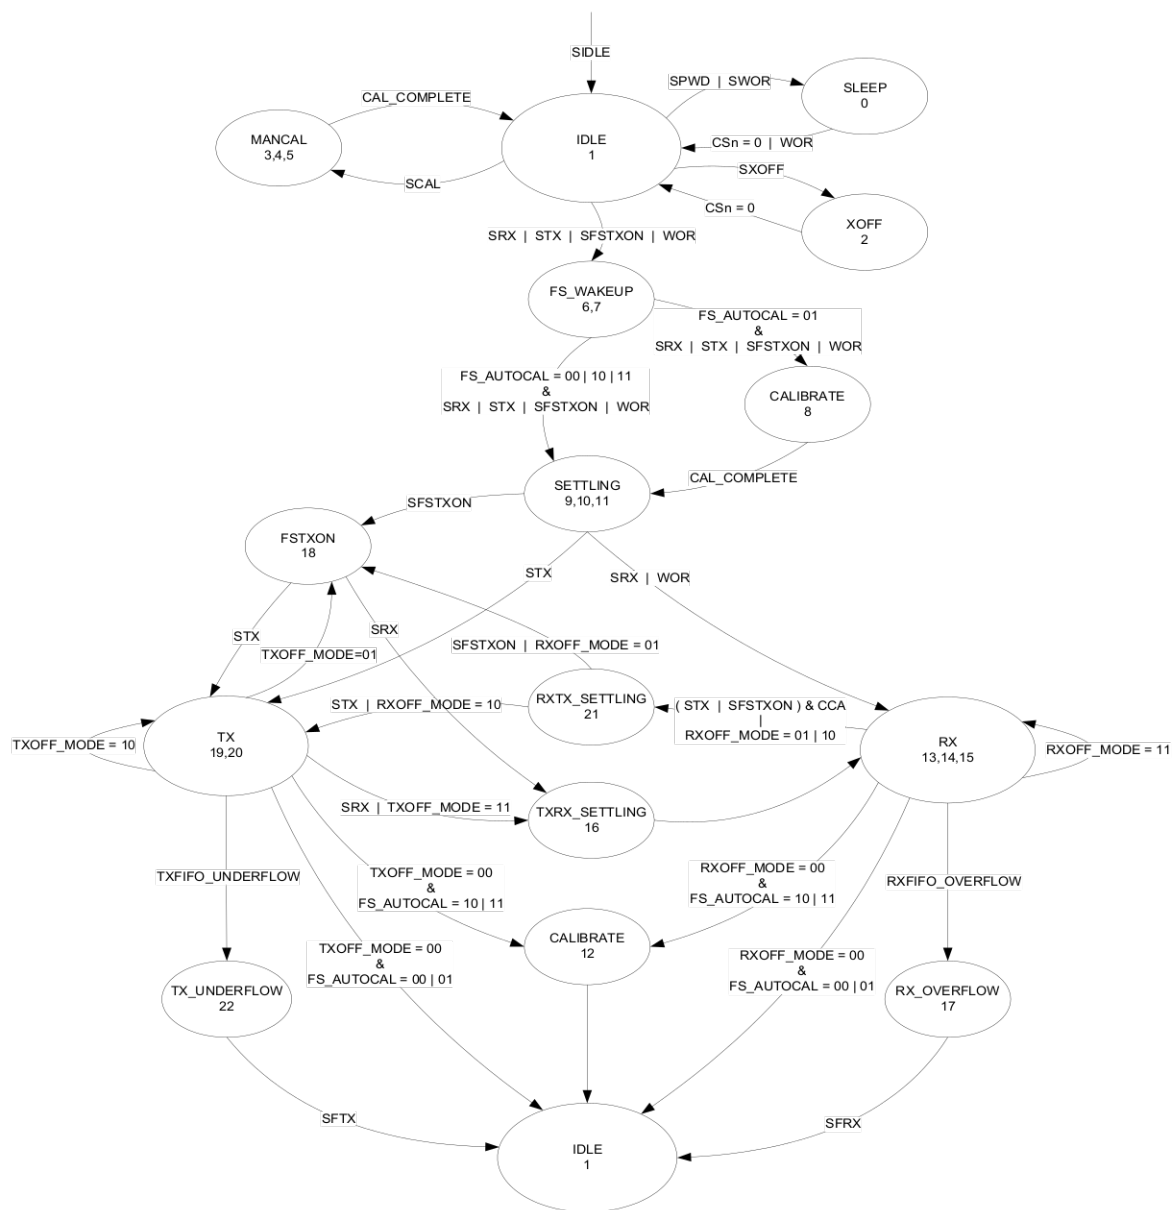 SIDLE
SPWD | SWOR
SLEEP
0
CAL_COMPLETE
IDLE
1
MANCAL
3,4,5
CSn = 0 | WOR
SXOFF
SCAL
CSn = 0
XOFF
2
SRX | STX | SFSTXON | WOR
FS_WAKEUP
6,7
FS_AUTOCAL = 01
&
SRX | STX | SFSTXON | WOR
FS_AUTOCAL = 00 | 10 | 11
&
SRX | STX | SFSTXON | WOR
CALIBRATE
8
CAL_COMPLETE
SETTLING
9,10,11
SFSTXON
FSTXON
18
STX
SRX | WOR
STX
SRX
TXOFF_MODE=01
SFSTXON | RXOFF_MODE = 01
RXTX_SETTLING
21
STX | RXOFF_MODE = 10
( STX | SFSTXON ) & CCA
|
RXOFF_MODE = 01 | 10
TXOFF_MODE = 10
TX
19,20
RX
13,14,15
RXOFF_MODE = 11
SRX | TXOFF_MODE = 11
TXRX_SETTLING
16
TXFIFO_UNDERFLOW
TXOFF_MODE = 00
&
FS_AUTOCAL = 10 | 11
RXOFF_MODE = 00
&
FS_AUTOCAL = 10 | 11
RXFIFO_OVERFLOW
CALIBRATE
12
TXOFF_MODE = 00
&
FS_AUTOCAL = 00 | 01
RXOFF_MODE = 00
&
FS_AUTOCAL = 00 | 01
TX_UNDERFLOW
22
RX_OVERFLOW
17
SFTX
SFRX
IDLE
1